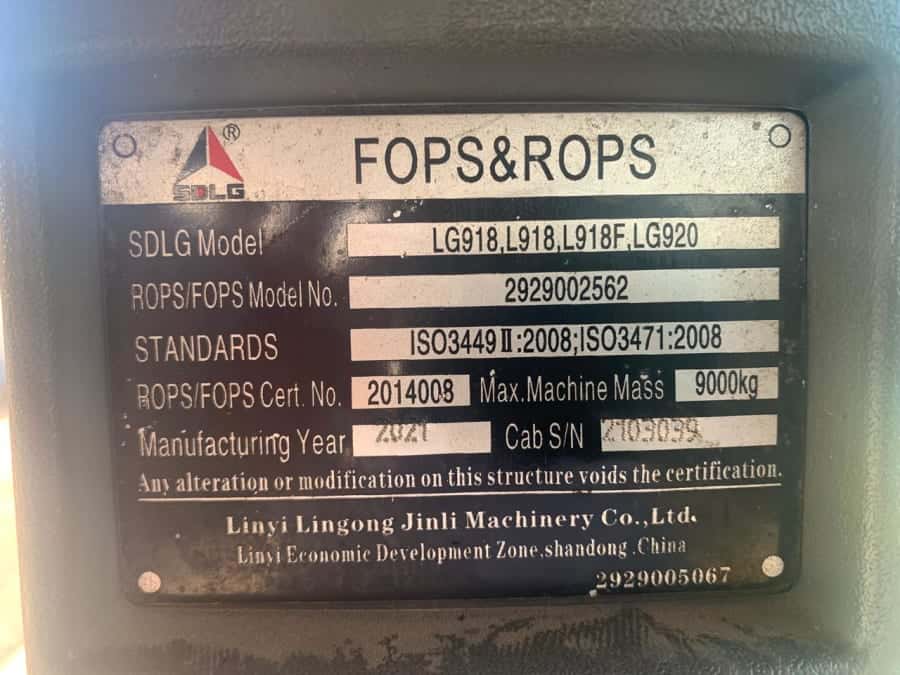 ®
SDLG
FOPS&ROPS
SDLG Model LG918,L918,L918F,LG920
ROPS/FOPS Model No. 2929002562
STANDARDS ISO3449Ⅱ:2008;ISO3471:2008
ROPS/FOPS Cert. No. 2014008 Max.Machine Mass 9000kg
Manufacturing Year 2021 Cab S/N 2103039
Any alteration or modification on this structure voids the certification.
Linyi Lingong Jinli Machinery Co.,Ltd.
Linyi Economic Development Zone,shandong .China
2929005067